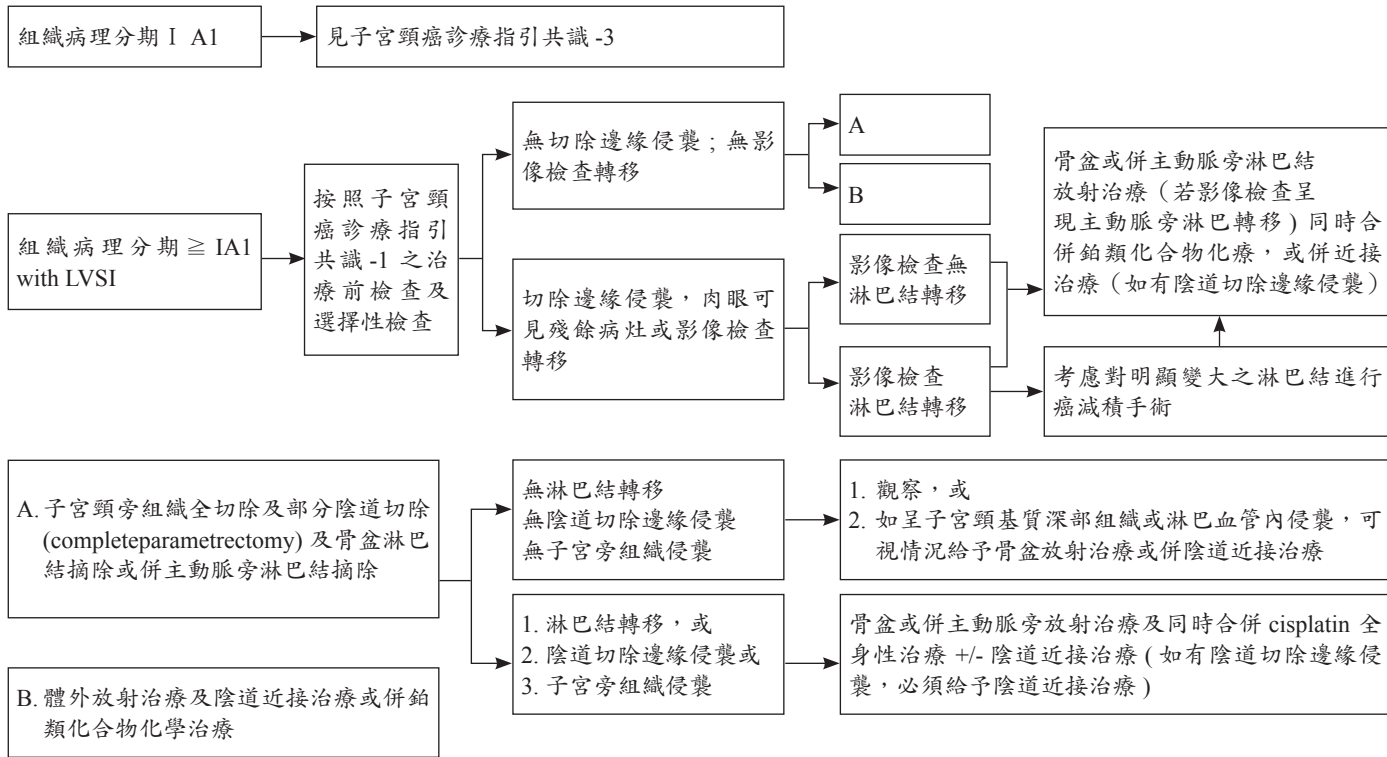 組織病理分期Ⅰ A1
見子宮頸癌診療指引共識 -3
組織病理分期≧ IA1
with LVSI
按照子宮頸
癌診療指引
共識 -1 之治
療前檢查及
選擇性檢查
無切除邊緣侵襲；無影
像檢查轉移
A
B
切除邊緣侵襲，肉眼可
見殘餘病灶或影像檢查
轉移
影像檢查無
淋巴結轉移
影像檢查
淋巴結轉移
骨盆或併主動脈旁淋巴結
放射治療（若影像檢查呈
現主動脈旁淋巴轉移）同時合
併鉑類化合物化療，或併近接
治療（如有陰道切除邊緣侵襲）
考慮對明顯變大之淋巴結進行
癌減積手術
A. 子宮頸旁組織全切除及部分陰道切除
(completeparametrectomy) 及骨盆淋巴
結摘除或併主動脈旁淋巴結摘除
無淋巴結轉移
無陰道切除邊緣侵襲
無子宮旁組織侵襲
1. 觀察，或
2. 如呈子宮頸基質深部組織或淋巴血管內侵襲，可
視情況給予骨盆放射治療或併陰道近接治療
1. 淋巴結轉移，或
2. 陰道切除邊緣侵襲或
3. 子宮旁組織侵襲
骨盆或併主動脈旁放射治療及同時合併 cisplatin 全
身性治療 +/- 陰道近接治療 ( 如有陰道切除邊緣侵
襲，必須給予陰道近接治療 )
B. 體外放射治療及陰道近接治療或併鉑
類化合物化學治療